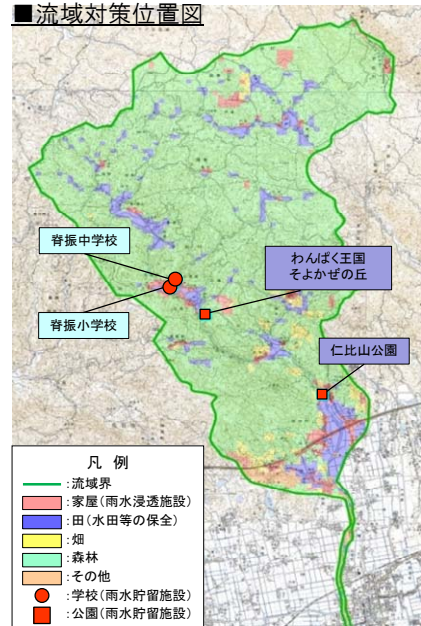 ■流域対策位置図
脊振中学校
わんぱく王国
そよかぜの丘
脊振小学校
仁比山公園
凡 例
:流域界
:家屋(雨水浸透施設)
:田(水田等の保全)
:畑
:森林
:その他
:学校(雨水貯留施設)
:公園(雨水貯留施設)